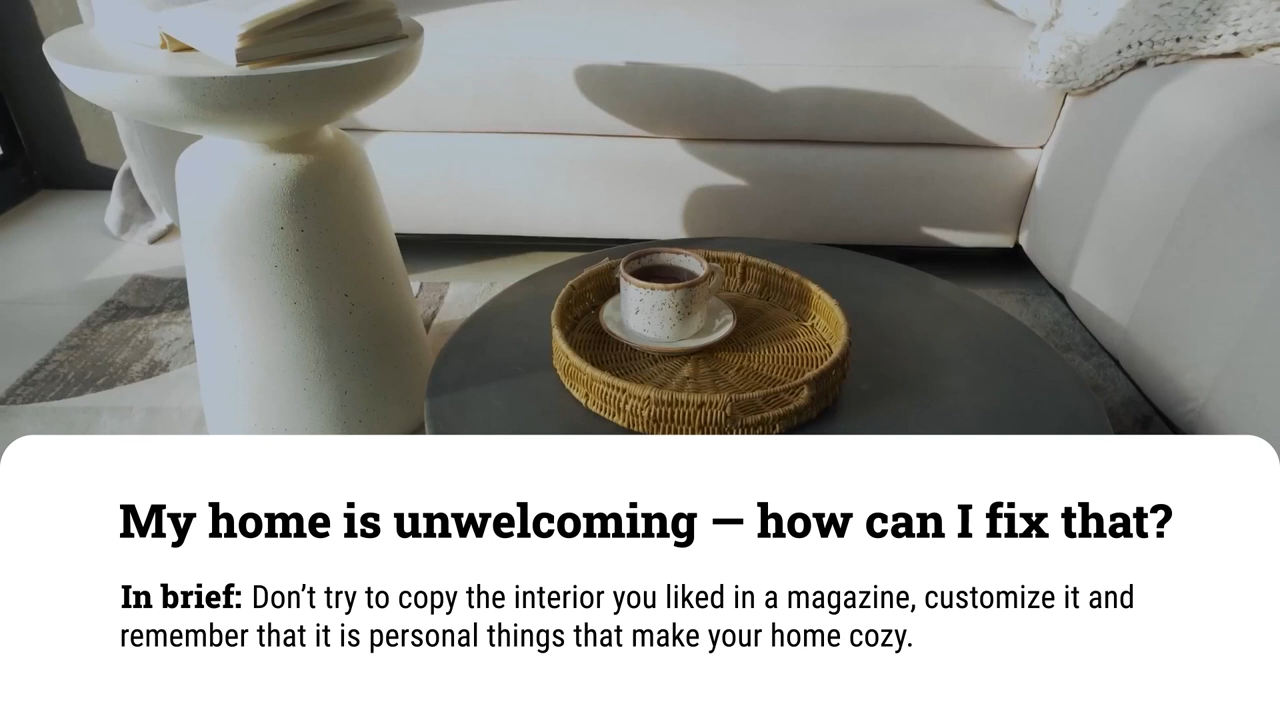 My home is unwelcoming — how can I fix that?
In brief: Don’t try to copy the interior you liked in a magazine, customize it and
remember that it is personal things that make your home cozy.